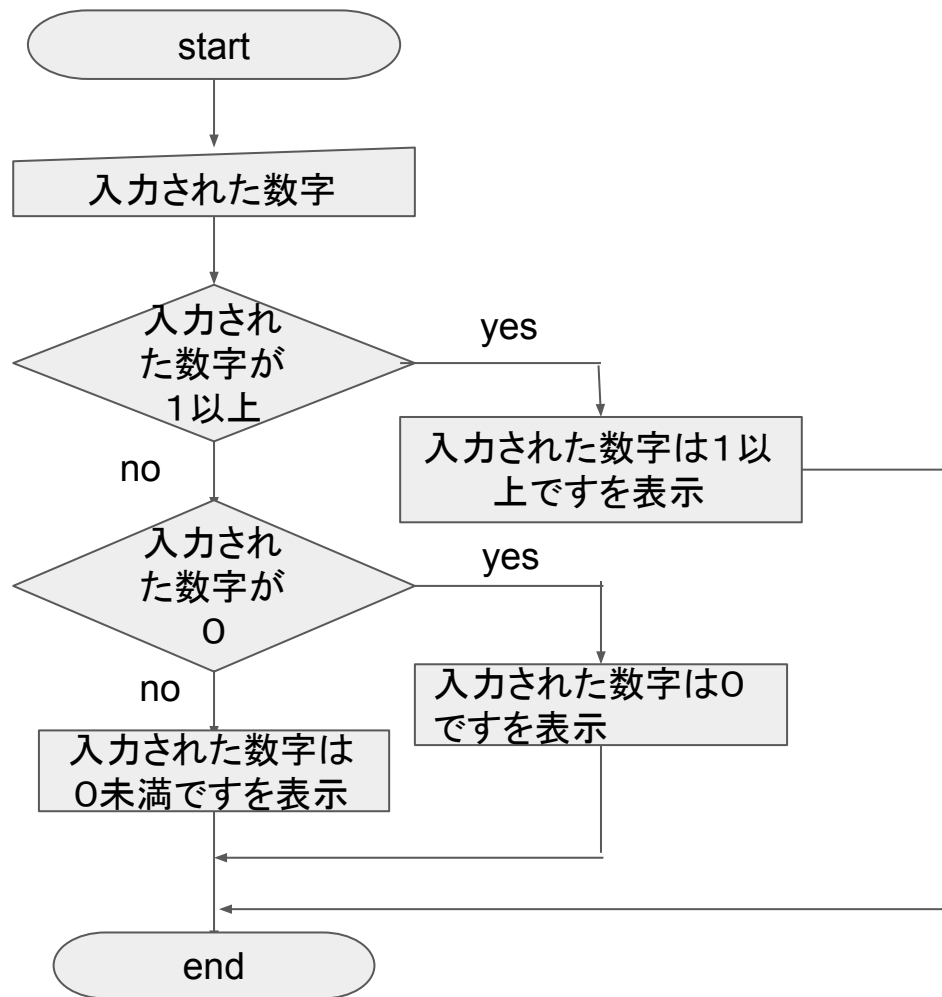 start
入力された数字
入力され
た数字が
１以上
yes
入力された数字は１以
上ですを表示
no
入力され
た数字が
０
yes
入力された数字は０
ですを表示
no
入力された数字は
０未満ですを表示
end